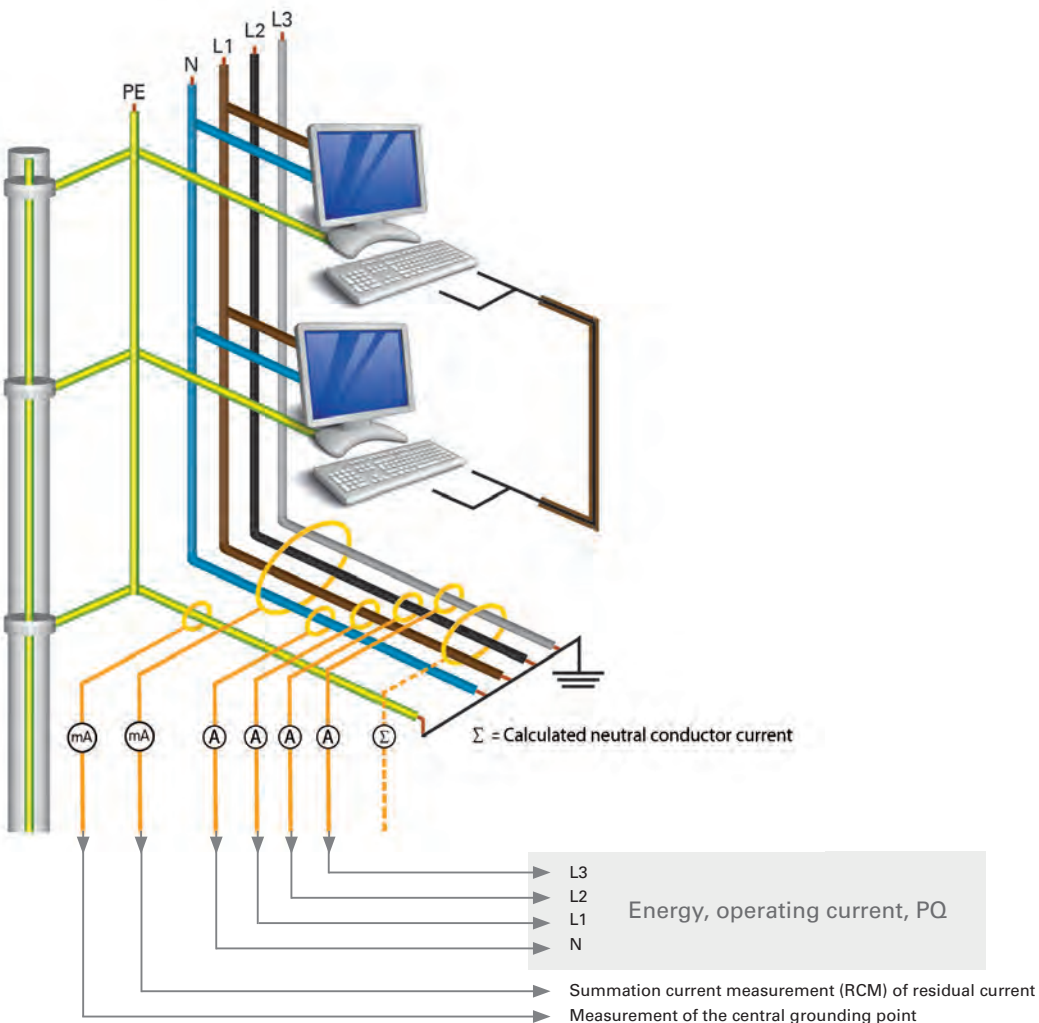 L3
L2
L1
N
PE
mA
mA
A
A
A
A
Σ
Σ = Calculated neutral conductor current
L3
L2
L1
N
Energy, operating current, PQ
Summation current measurement (RCM) of residual current
Measurement of the central grounding point